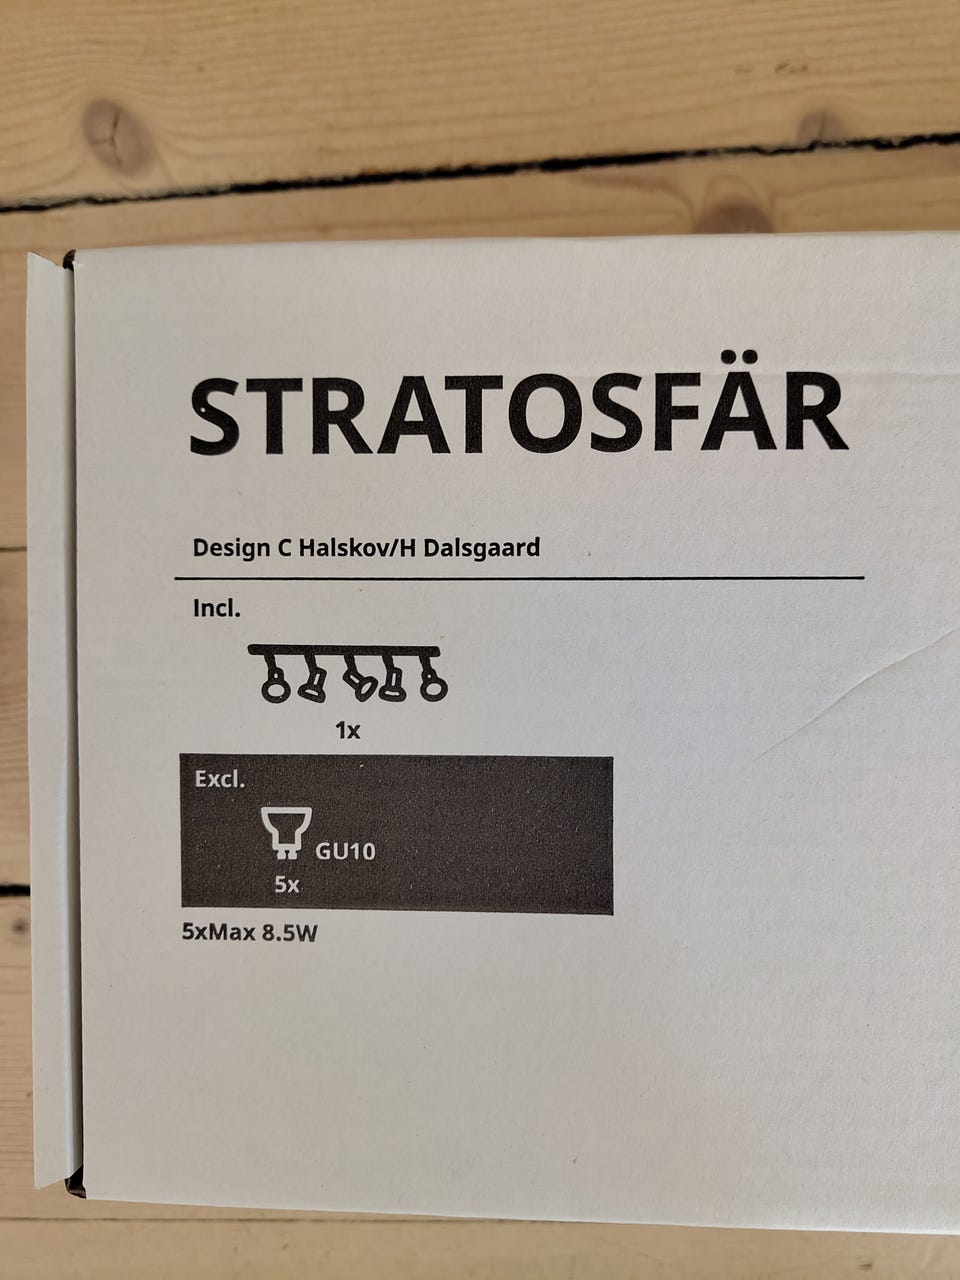 STRATOSFÄR
Design C Halskov/H Dalsgaard
Incl.
1x
Excl.
GU10
5x
5xMax 8.5W